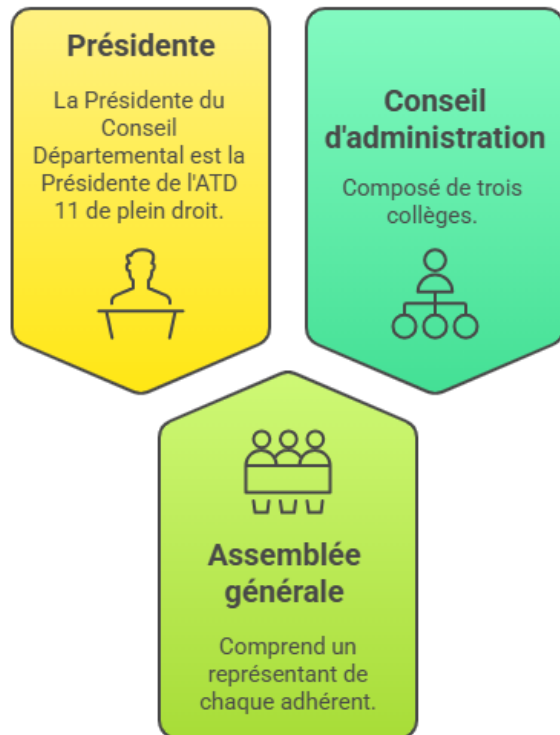 Présidente
La Présidente du
Conseil
Départemental est la
Présidente de l'ATD
11 de plein droit.
Conseil
d'administration
Composé de trois
collèges.
Assemblée
générale
Comprend un
représentant de
chaque adhérent.